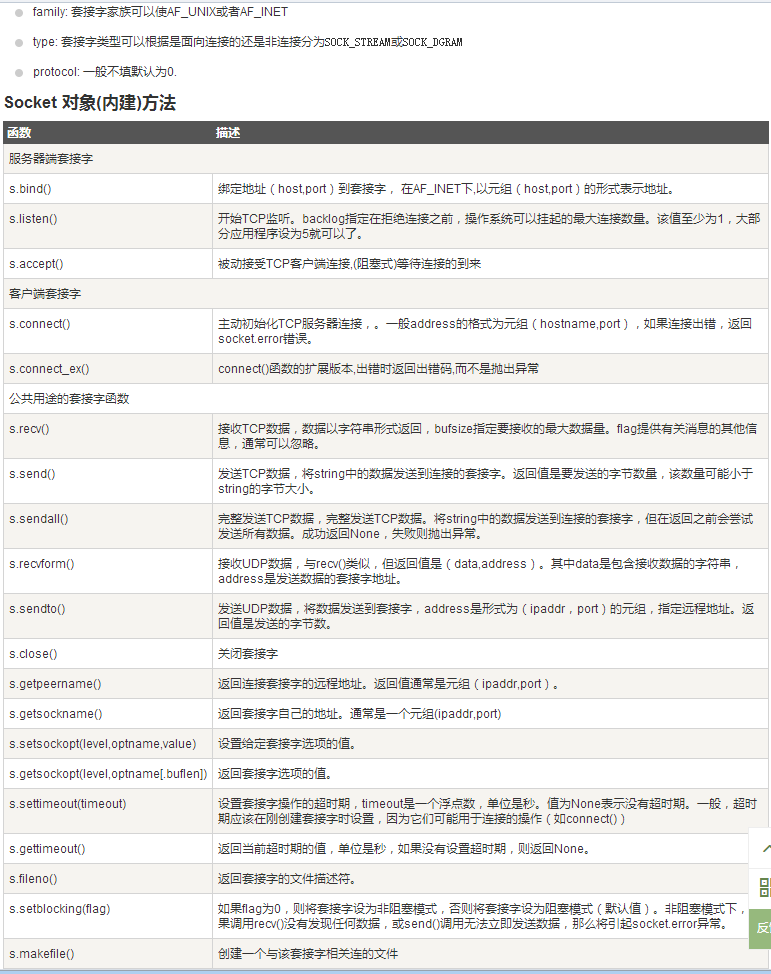 family: 套接字家族可以使AF_UNIX或者AF_INET
type: 套接字类型可以根据是面向连接的还是非连接分为SOCK_STREAM或SOCK_DGRAM
protocol: 一般不填默认为0.
Socket 对象(内建)方法
函数 描述
服务器端套接字
s.bind() 绑定地址（host,port）到套接字， 在AF_INET下,以元组（host,port）的形式表示地址。
s.listen() 开始TCP监听。backlog指定在拒绝连接之前，操作系统可以挂起的最大连接数量。该值至少为1，大部
分应用程序设为5就可以了。
s.accept() 被动接受TCP客户端连接,(阻塞式)等待连接的到来
客户端套接字
s.connect() 主动初始化TCP服务器连接，。一般address的格式为元组（hostname,port），如果连接出错，返回
socket.error错误。
s.connect_ex() connect()函数的扩展版本,出错时返回出错码,而不是抛出异常
公共用途的套接字函数
s.recv() 接收TCP数据，数据以字符串形式返回，bufsize指定要接收的最大数据量。flag提供有关消息的其他信
息，通常可以忽略。
s.send() 发送TCP数据，将string中的数据发送到连接的套接字。返回值是要发送的字节数量，该数量可能小于
string的字节大小。
s.sendall() 完整发送TCP数据，完整发送TCP数据。将string中的数据发送到连接的套接字，但在返回之前会尝试
发送所有数据。成功返回None，失败则抛出异常。
s.recvform() 接收UDP数据，与recv()类似，但返回值是（data,address）。其中data是包含接收数据的字符串，
address是发送数据的套接字地址。
s.sendto() 发送UDP数据，将数据发送到套接字，address是形式为（ipaddr，port）的元组，指定远程地址。返
回值是发送的字节数。
s.close() 关闭套接字
s.getpeername() 返回连接套接字的远程地址。返回值通常是元组（ipaddr,port）。
s.getsockname() 返回套接字自己的地址。通常是一个元组(ipaddr,port)
s.setsockopt(level,optname,value) 设置给定套接字选项的值。
s.getsockopt(level,optname[.buflen]) 返回套接字选项的值。
s.settimeout(timeout) 设置套接字操作的超时期，timeout是一个浮点数，单位是秒。值为None表示没有超时期。一般，超时
期应该在刚创建套接字时设置，因为它们可能用于连接的操作（如connect()）
s.gettimeout() 返回当前超时期的值，单位是秒，如果没有设置超时期，则返回None。
s.fileno() 返回套接字的文件描述符。
s.setblocking(flag) 如果flag为0，则将套接字设为非阻塞模式，否则将套接字设为阻塞模式（默认值）。非阻塞模式下，
果调用recv()没有发现任何数据，或send()调用无法立即发送数据，那么将引起socket.error异常。
s.makefile() 创建一个与该套接字相关连的文件